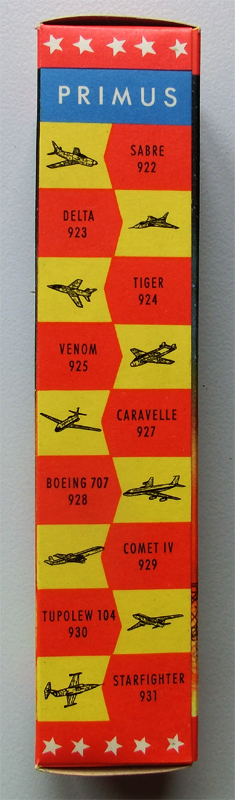 PRIMUS
SABRE
922
DELTA
923
TIGER
924
VENOM
925
CARAVELLE
927
BOEING 707
928
COMET IV
929
TUPOLEW 104
930
STARFIGHTER
931